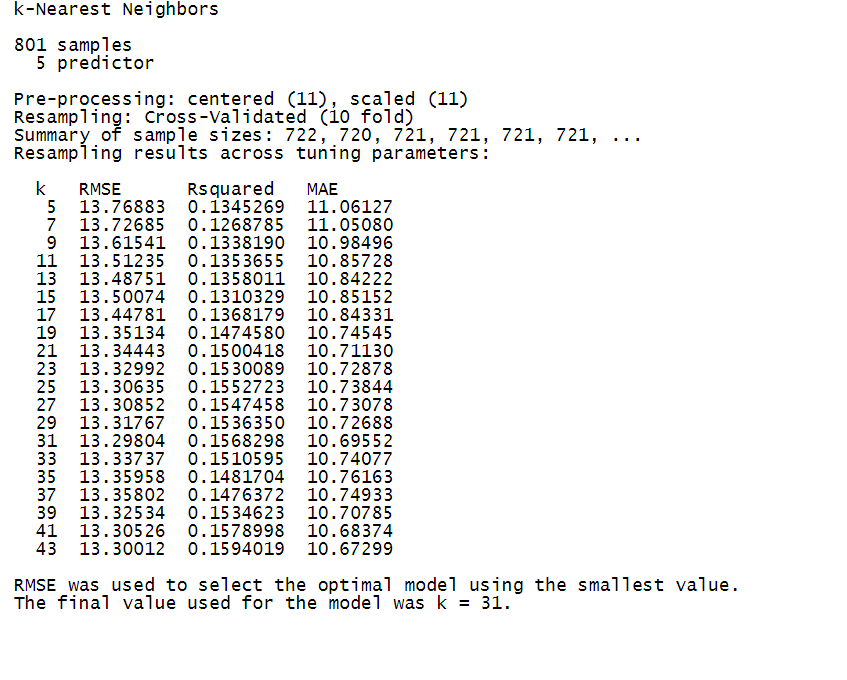 k-Nearest Neighbors
801 samples
5 predictor
Pre-processing: centered (11), scaled (11)
Resampling: Cross-Validated (10 fold)
Summary of sample sizes: 722, 720, 721, 721, 721, 721, ...
Resampling results across tuning parameters:
k RMSE Rsquared MAE
5 13.76883 0.1345269 11.06127
7 13.72685 0.1268785 11.05080
9 13.61541 0.1338190 10.98496
11 13.51235 0.1353655 10.85728
13 13.48751 0.1358011 10.84222
15 13.50074 0.1310329 10.85152
17 13.44781 0.1368179 10.84331
19 13.35134 0.1474580 10.74545
21 13.34443 0.1500418 10.71130
23 13.32992 0.1530089 10.72878
25 13.30635 0.1552723 10.73844
27 13.30852 0.1547458 10.73078
29 13.31767 0.1536350 10.72688
31 13.29804 0.1568298 10.69552
33 13.33737 0.1510595 10.74077
35 13.35958 0.1481704 10.76163
37 13.35802 0.1476372 10.74933
39 13.32534 0.1534623 10.70785
41 13.30526 0.1578998 10.68374
43 13.30012 0.1594019 10.67299
RMSE was used to select the optimal model using the smallest value.
The final value used for the model was k = 31.